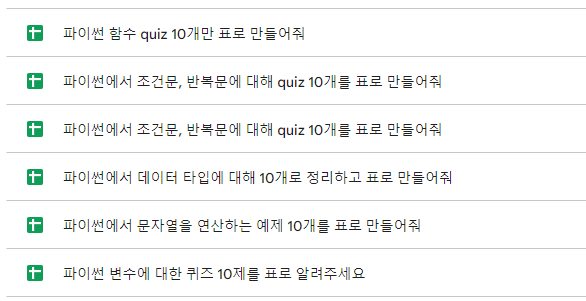 파이썬 함수 quiz 10개만 표로 만들어줘
파이썬에서 조건문, 반복문에 대해 quiz 10개를 표로 만들어줘
파이썬에서 조건문, 반복문에 대해 quiz 10개를 표로 만들어줘
파이썬에서 데이터 타입에 대해 10개로 정리하고 표로 만들어줘
파이썬에서 문자열을 연산하는 예제 10개를 표로 만들어줘
파이썬 변수에 대한 퀴즈 10제를 표로 알려주세요